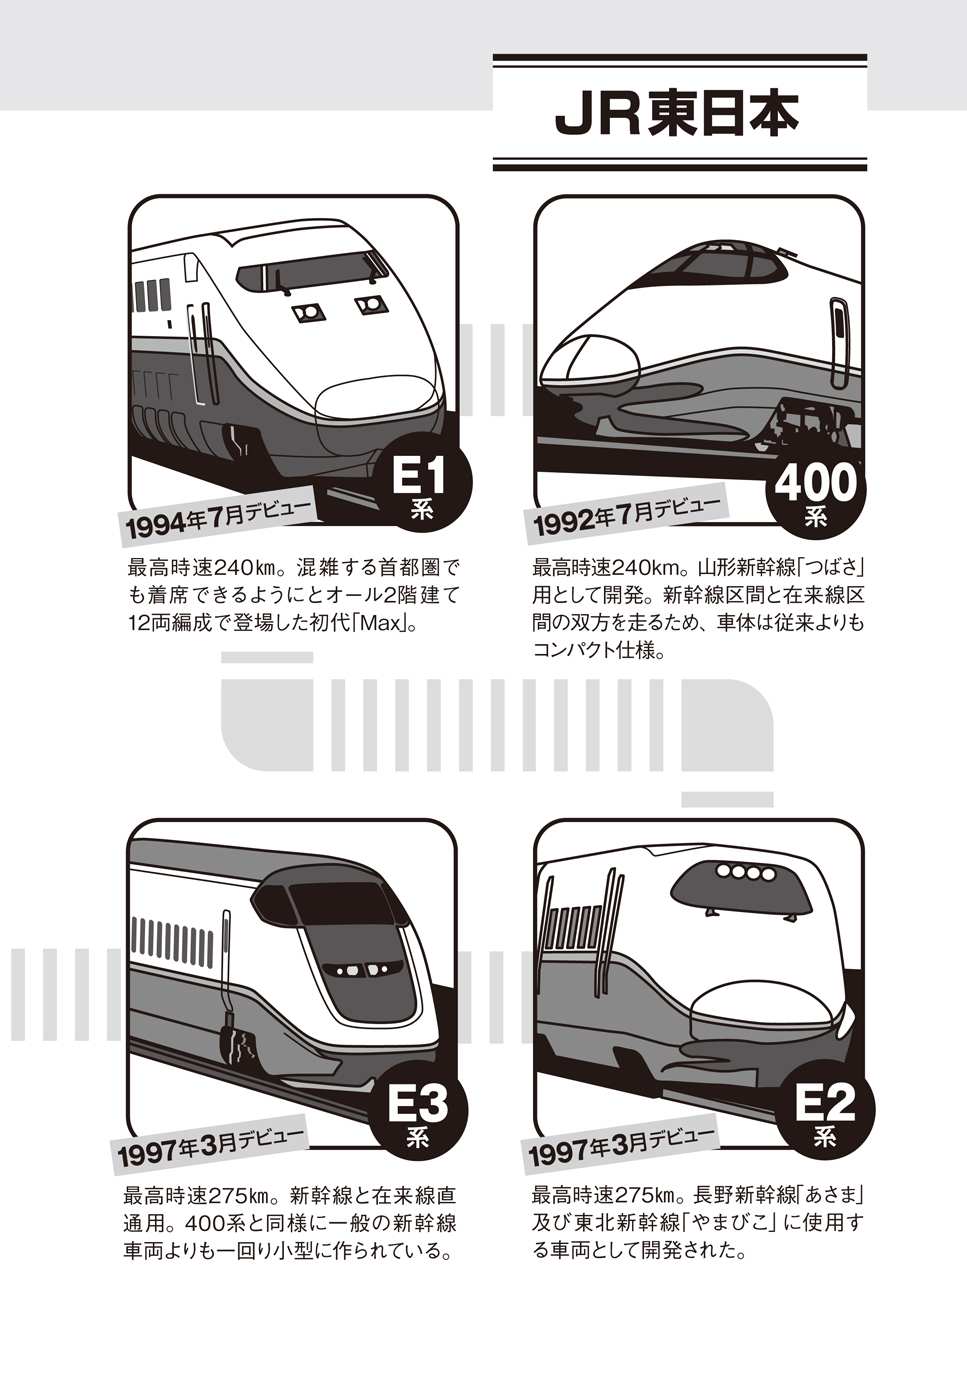 JR東日本
E1
系
1994年7月デビュー
最高時速240㎞。混雑する首都圏で
も着席できるようにとオール2階建て
12両編成で登場した初代「Max」。
400
系
1992年7月デビュー
最高時速240km。山形新幹線「つばさ」
用として開発。新幹線区間と在来線区
間の双方を走るため、車体は従来よりも
コンパクト仕様。
E3
系
1997年3月デビュー
最高時速275㎞。新幹線と在来線直
通用。400系と同様に一般の新幹線
車両よりも一回り小型に作られている。
E2
系
1997年3月デビュー
最高時速275㎞。長野新幹線「あさま」
及び東北新幹線「やまびこ」に使用す
る車両として開発された。